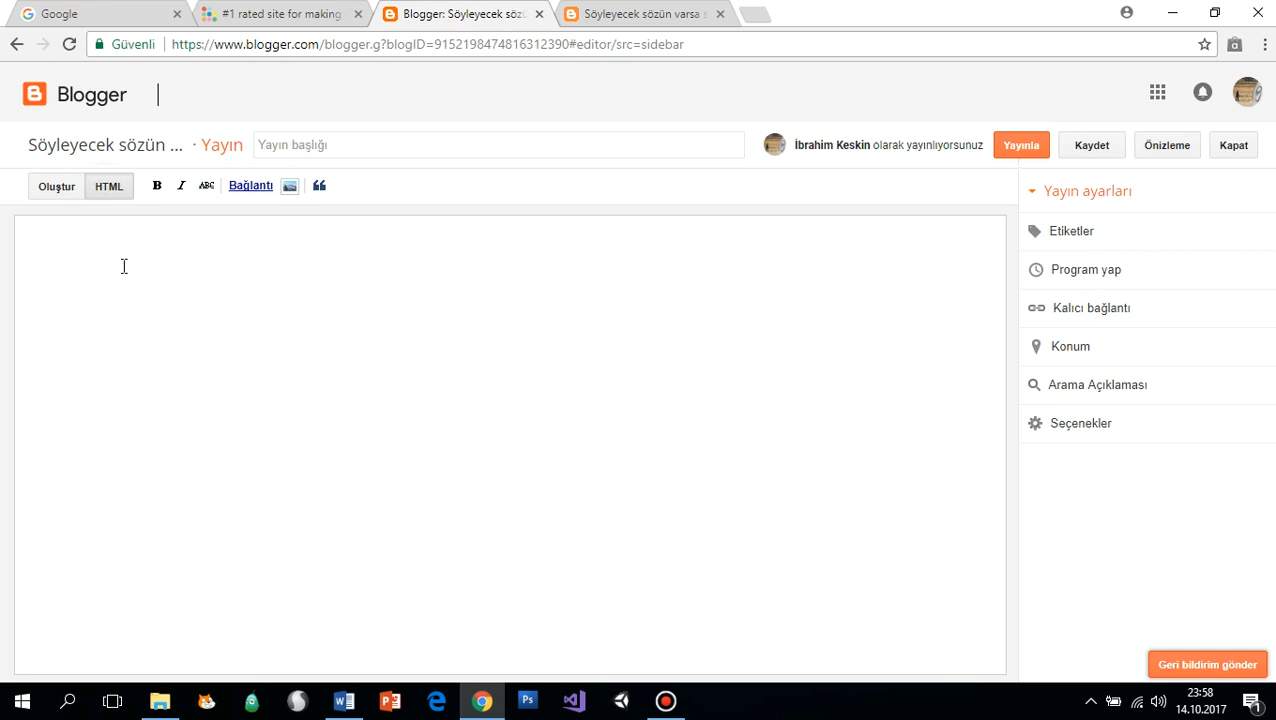 Google
#1 rated site for making
Blogger: Söyleyecek söz
Söyleyecek sözün varsa s
Güvenli
https://www.blogger.com/blogger.g?blogID=9152198474816312390#editor/src=sidebar
Blogger
Söyleyecek sözün ... · Yayın
Yayın başlığı
İbrahim Keskin olarak yayınlıyorsunuz
Yayınla
Kaydet
Önizleme
Kapat
Oluştur
HTML
B I ABC
Bağlantı
Yayın ayarları
Etiketler
Program yap
Kalıcı bağlantı
Konum
Arama Açıklaması
Seçenekler
Geri bildirim gönder
23:58
14.10.2017